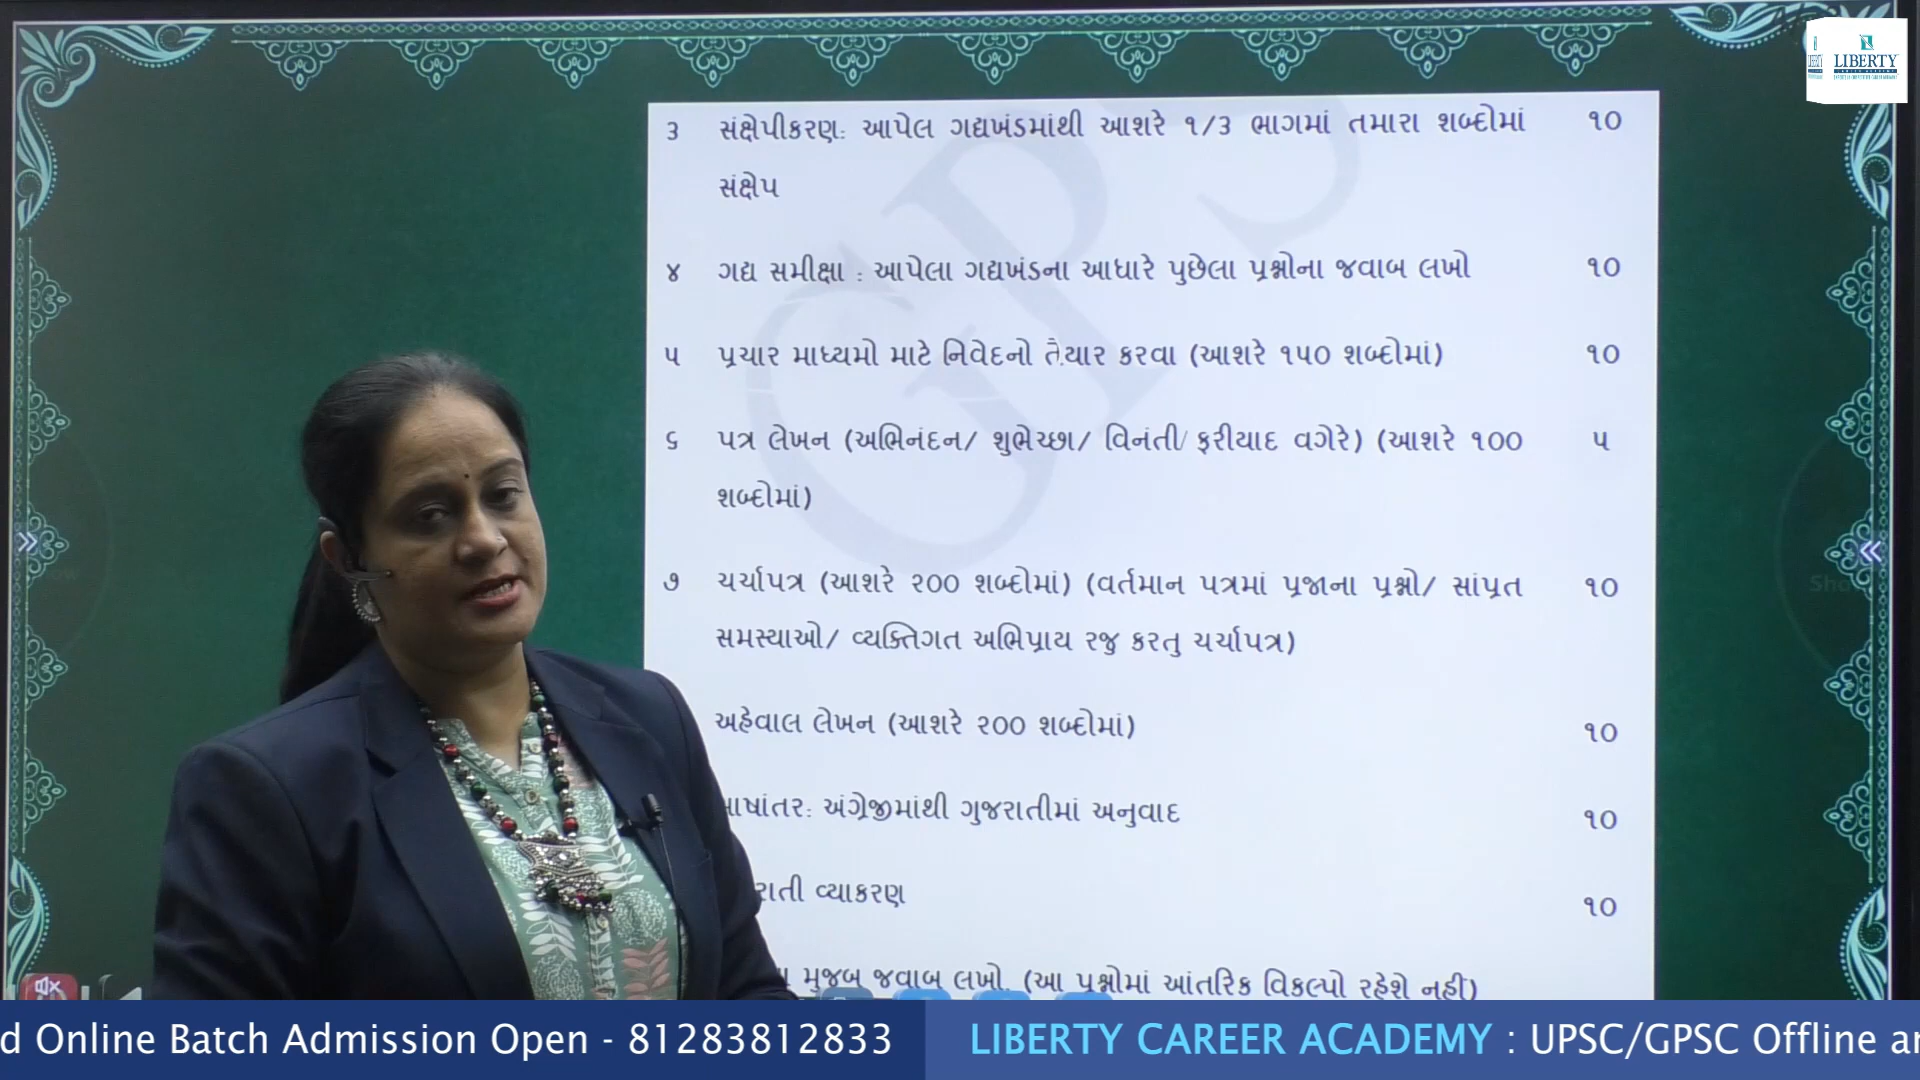 LIBERTY
૩ સંક્ષેપીકરણ: આપેલ ગદ્યખંડમાંથી આશરે ૧/૩ ભાગમાં તમારા શબ્દોમાં ૧૦
સંક્ષેપ
૪ ગદ્ય સમીક્ષા : આપેલા ગદ્યખંડના આધારે પુછેલા પ્રશ્નોના જવાબ લખો ૧૦
૫ પ્રચાર માધ્યમો માટે નિવેદનો તૈયાર કરવા (આશરે ૧૫૦ શબ્દોમાં) ૧૦
૬ પત્ર લેખન (અભિનંદન/ શુભેચ્છા/ વિનંતી/ ફરીયાદ વગેરે) (આશરે ૧૦૦ ૫
શબ્દોમાં)
૭ ચર્ચાપત્ર (આશરે ૨૦૦ શબ્દોમાં) (વર્તમાન પત્રમાં પ્રજાના પ્રશ્નો/ સાંપ્રત ૧૦
સમસ્યાઓ/ વ્યક્તિગત અભિપ્રાય રજુ કરતુ ચર્ચાપત્ર)
અહેવાલ લેખન (આશરે ૨૦૦ શબ્દોમાં) ૧૦
ાષાંતર: અંગ્રેજીમાંથી ગુજરાતીમાં અનુવાદ ૧૦
રાતી વ્યાકરણ ૧૦
મુજબ જવાબ લખો. (આ પ્રશ્નોમાં આંતરિક વિકલ્પો રહેશે નહીં)
d Online Batch Admission Open - 81283812833 LIBERTY CAREER ACADEMY : UPSC/GPSC Offline an